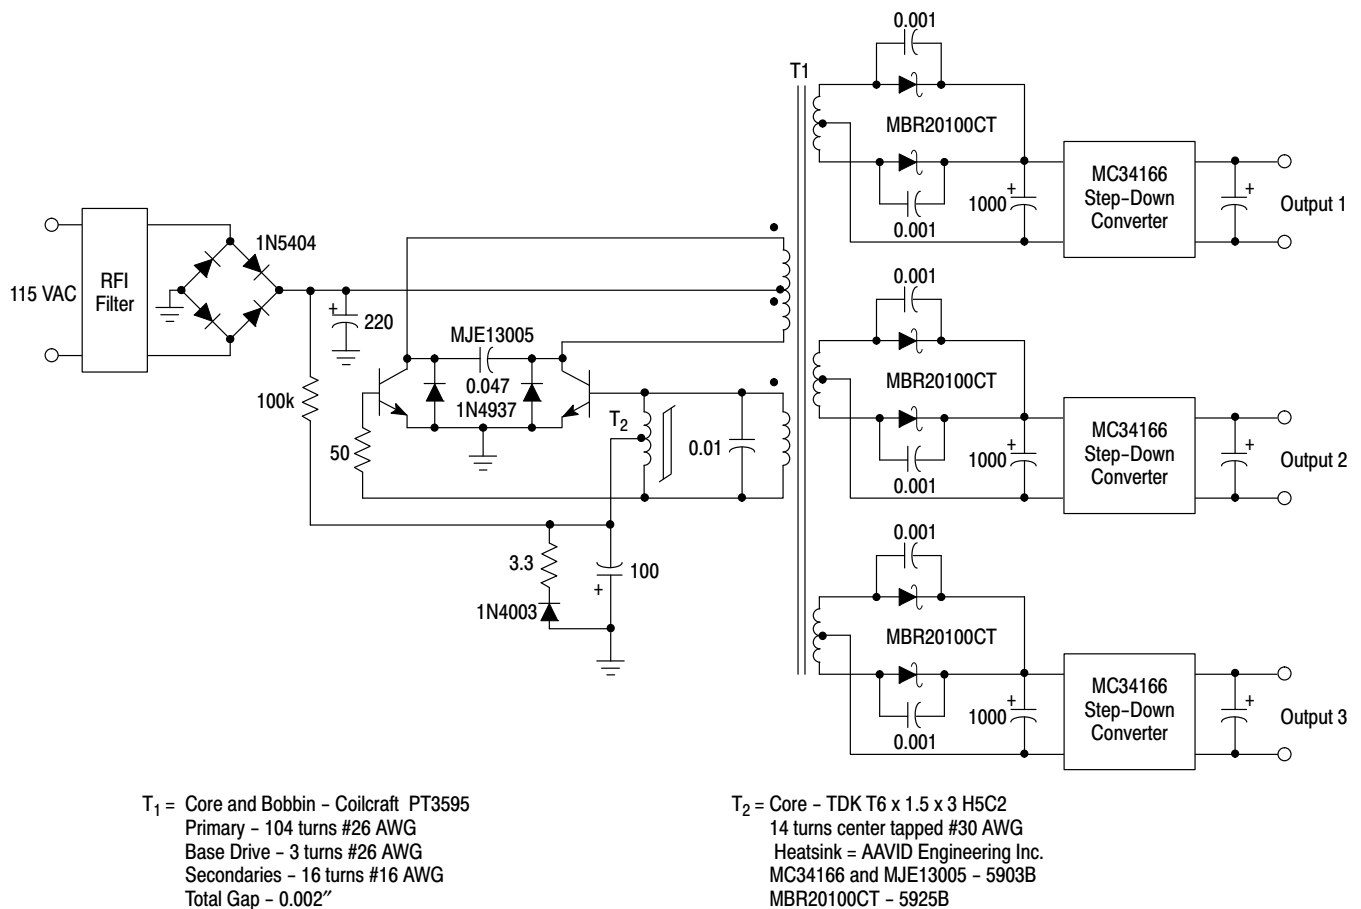 0.001
T1
MBR20100CT
0.001
1000
+
MC34166
Step-Down
Converter
+
Output 1
115 VAC
RFI
Filter
1N5404
+
220
100k
MJE13005
0.047
1N4937
50
T2
0.01
3.3
1N4003
100
+
0.001
MBR20100CT
0.001
1000
+
MC34166
Step-Down
Converter
+
Output 2
0.001
MBR20100CT
0.001
1000
+
MC34166
Step-Down
Converter
+
Output 3
T1 = Core and Bobbin - Coilcraft PT3595
Primary - 104 turns #26 AWG
Base Drive - 3 turns #26 AWG
Secondaries - 16 turns #16 AWG
Total Gap - 0.002″
T2 = Core - TDK T6 x 1.5 x 3 H5C2
14 turns center tapped #30 AWG
Heatsink = AAVID Engineering Inc.
MC34166 and MJE13005 - 5903B
MBR20100CT - 5925B